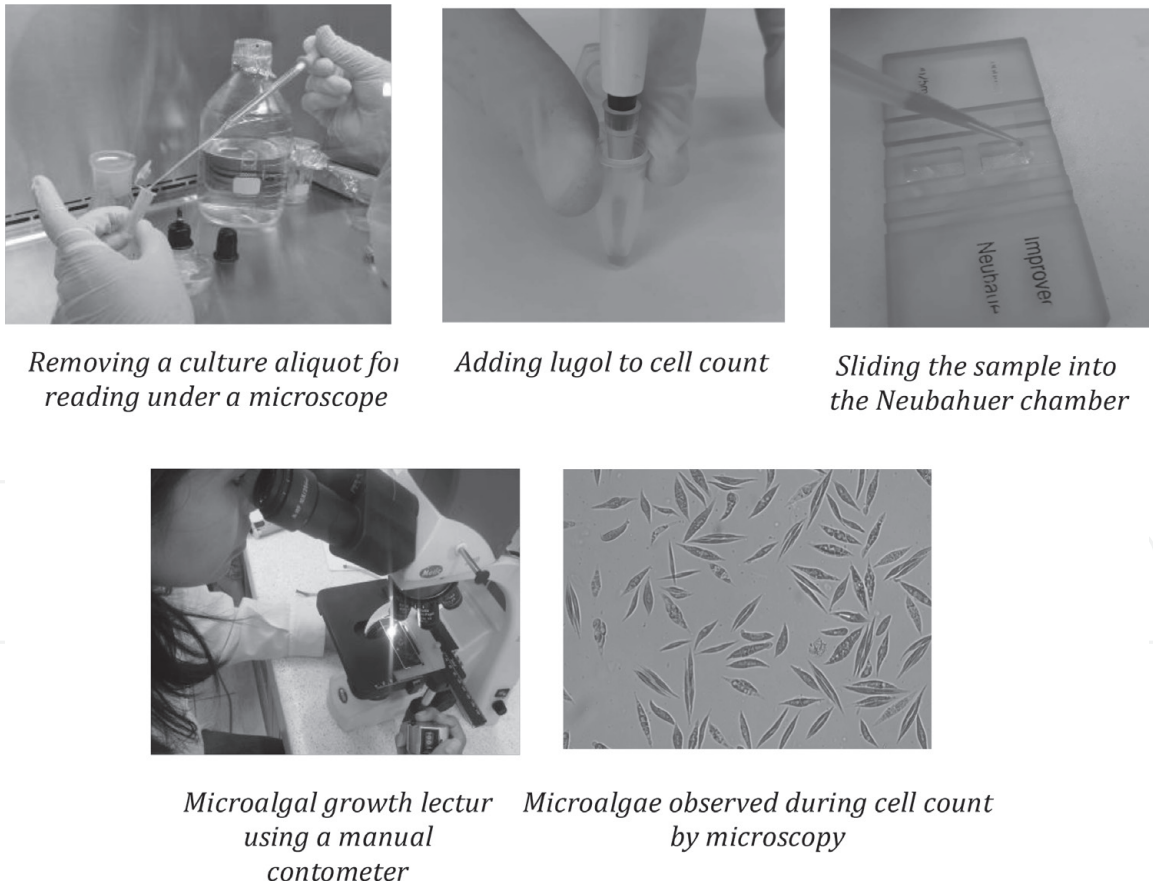 Removing a culture aliquot for
reading under a microscope
Adding lugol to cell count
Sliding the sample into
the Neubahuer chamber
Improver
Neubaue
Microalgal growth lectur
using a manual
contometer
Microalgae observed during cell count
by microscopy